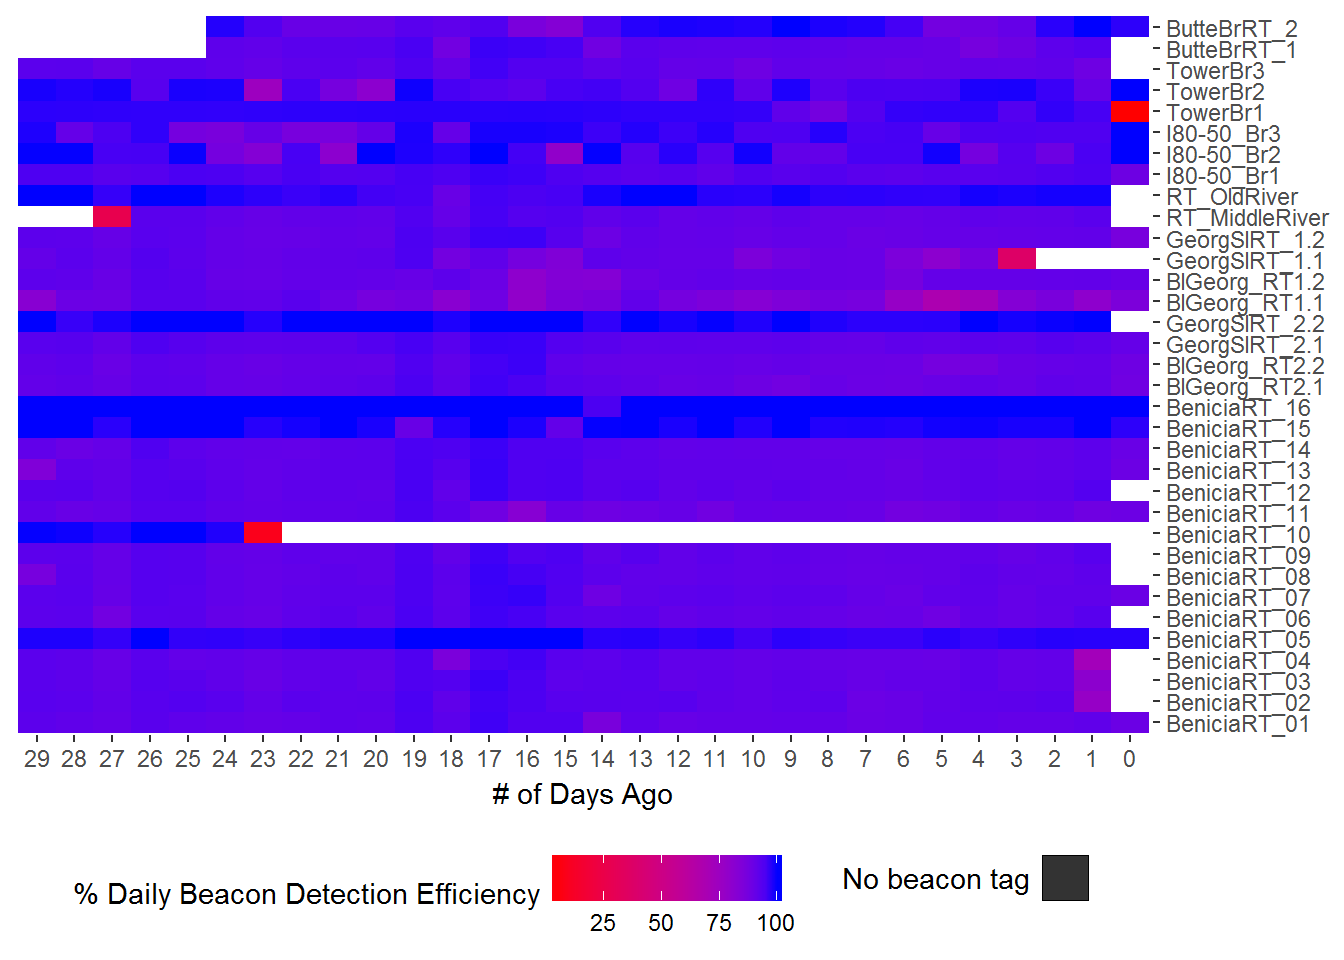 ButteBrRT_2
ButteBrRT_1
TowerBr3
TowerBr2
TowerBr1
I80-50_Br3
I80-50_Br2
I80-50_Br1
RT_OldRiver
RT_MiddleRiver
GeorgSlRT_1.2
GeorgSlRT_1.1
BlGeorg_RT1.2
BlGeorg_RT1.1
GeorgSlRT_2.2
GeorgSlRT_2.1
BlGeorg_RT2.2
BlGeorg_RT2.1
BeniciaRT_16
BeniciaRT_15
BeniciaRT_14
BeniciaRT_13
BeniciaRT_12
BeniciaRT_11
BeniciaRT_10
BeniciaRT_09
BeniciaRT_08
BeniciaRT_07
BeniciaRT_06
BeniciaRT_05
BeniciaRT_04
BeniciaRT_03
BeniciaRT_02
BeniciaRT_01
29 28 27 26 25 24 23 22 21 20 19 18 17 16 15 14 13 12 11 10 9 8 7 6 5 4 3 2 1 0
# of Days Ago
% Daily Beacon Detection Efficiency
25 50 75 100
No beacon tag